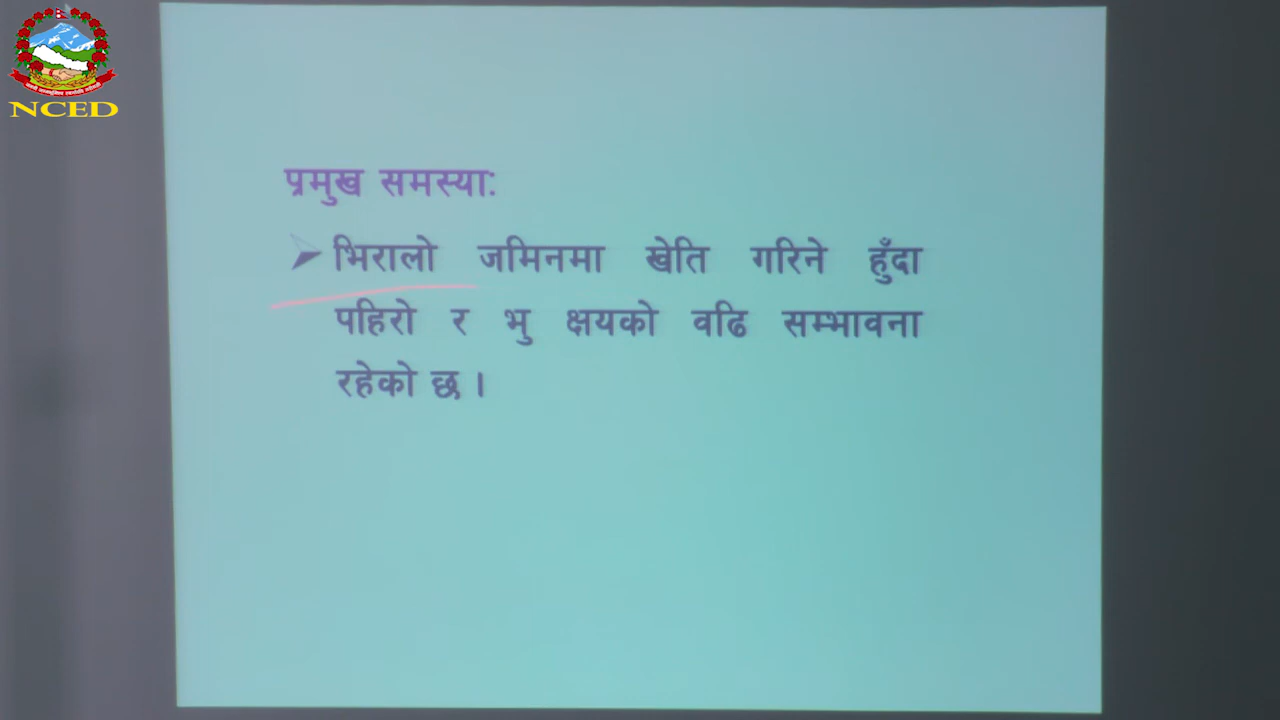 NCED
प्रमुख समस्याः
भिरालो जमिनमा खेति गरिने हुँदा
पहिरो र भु क्षयको वढि सम्भावना
रहेको छ ।